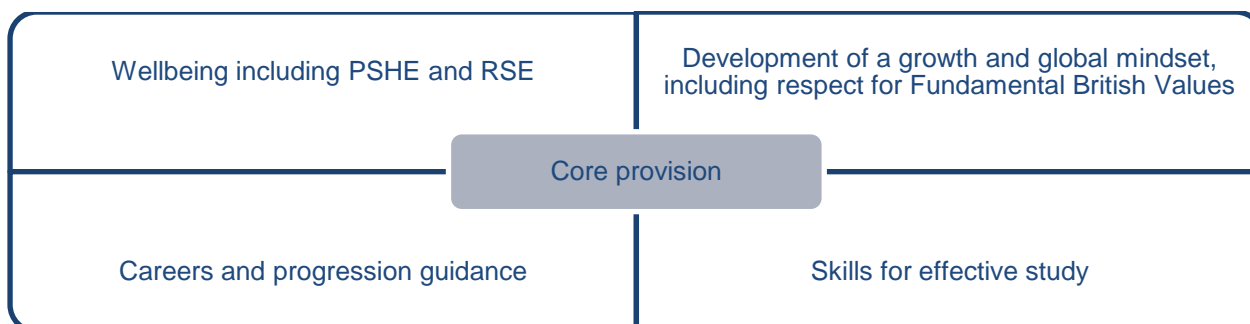 Wellbeing including PSHE and RSE
Development of a growth and global mindset,
including respect for Fundamental British Values
Core provision
Careers and progression guidance
Skills for effective study